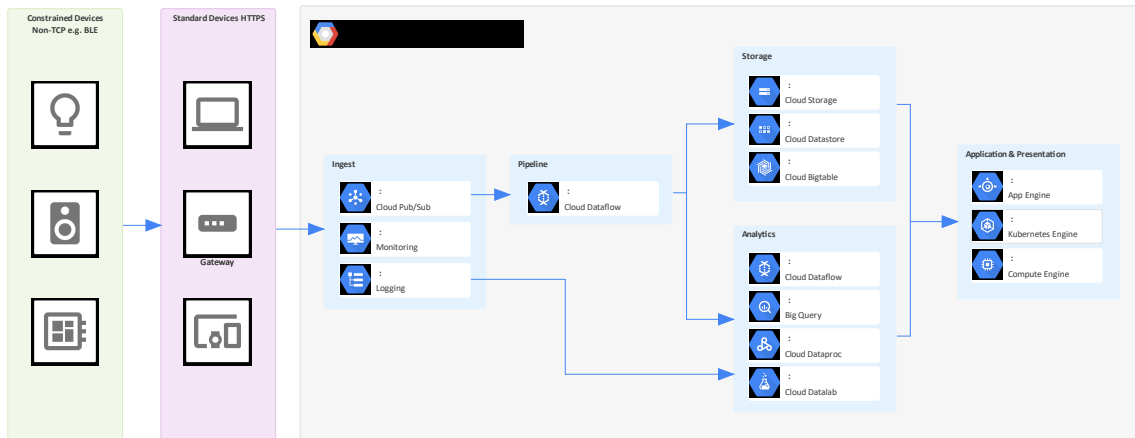 Constrained Devices
Non-TCP e.g. BLE
Standard Devices HTTPS
Gateway
Ingest
:
Cloud Pub/Sub
:
Monitoring
:
Logging
Pipeline
:
Cloud Dataflow
Storage
:
Cloud Storage
:
Cloud Datastore
:
Cloud Bigtable
Analytics
:
Cloud Dataflow
:
Big Query
:
Cloud Dataproc
:
Cloud Datalab
Application & Presentation
:
App Engine
:
Kubernetes Engine
:
Compute Engine